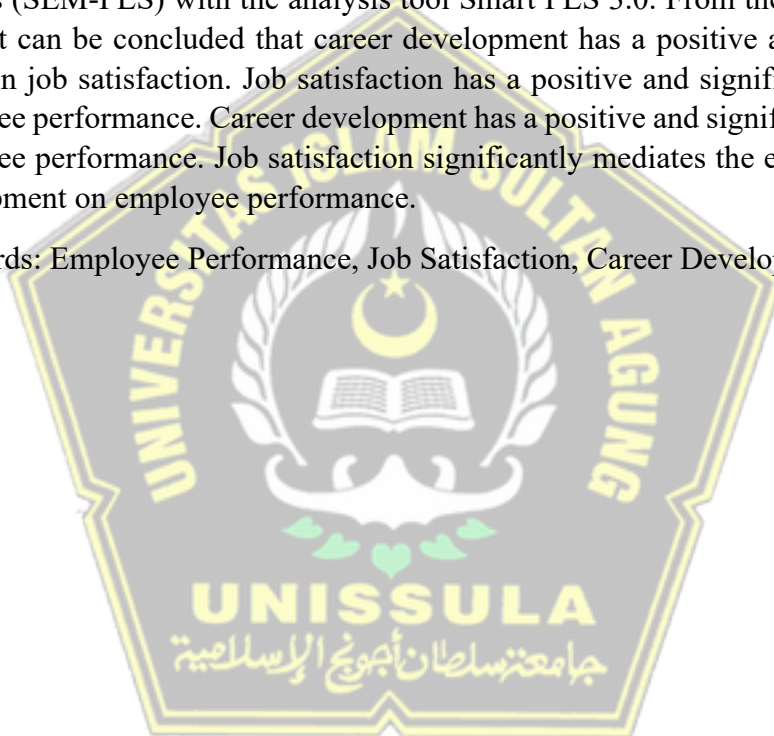 (SEM-PLS) with the analysis tool Smart PLS 3.0. From the
t can be concluded that career development has a positive a
n job satisfaction. Job satisfaction has a positive and signifi
ee performance. Career development has a positive and signif
ee performance. Job satisfaction significantly mediates the e
pment on employee performance.
rds: Employee Performance, Job Satisfaction, Career Develop
UNIVERSITAS ISLAM SULTAN AGUNG
UNISSULA
جامعة سلطان أجونج الإسلامية